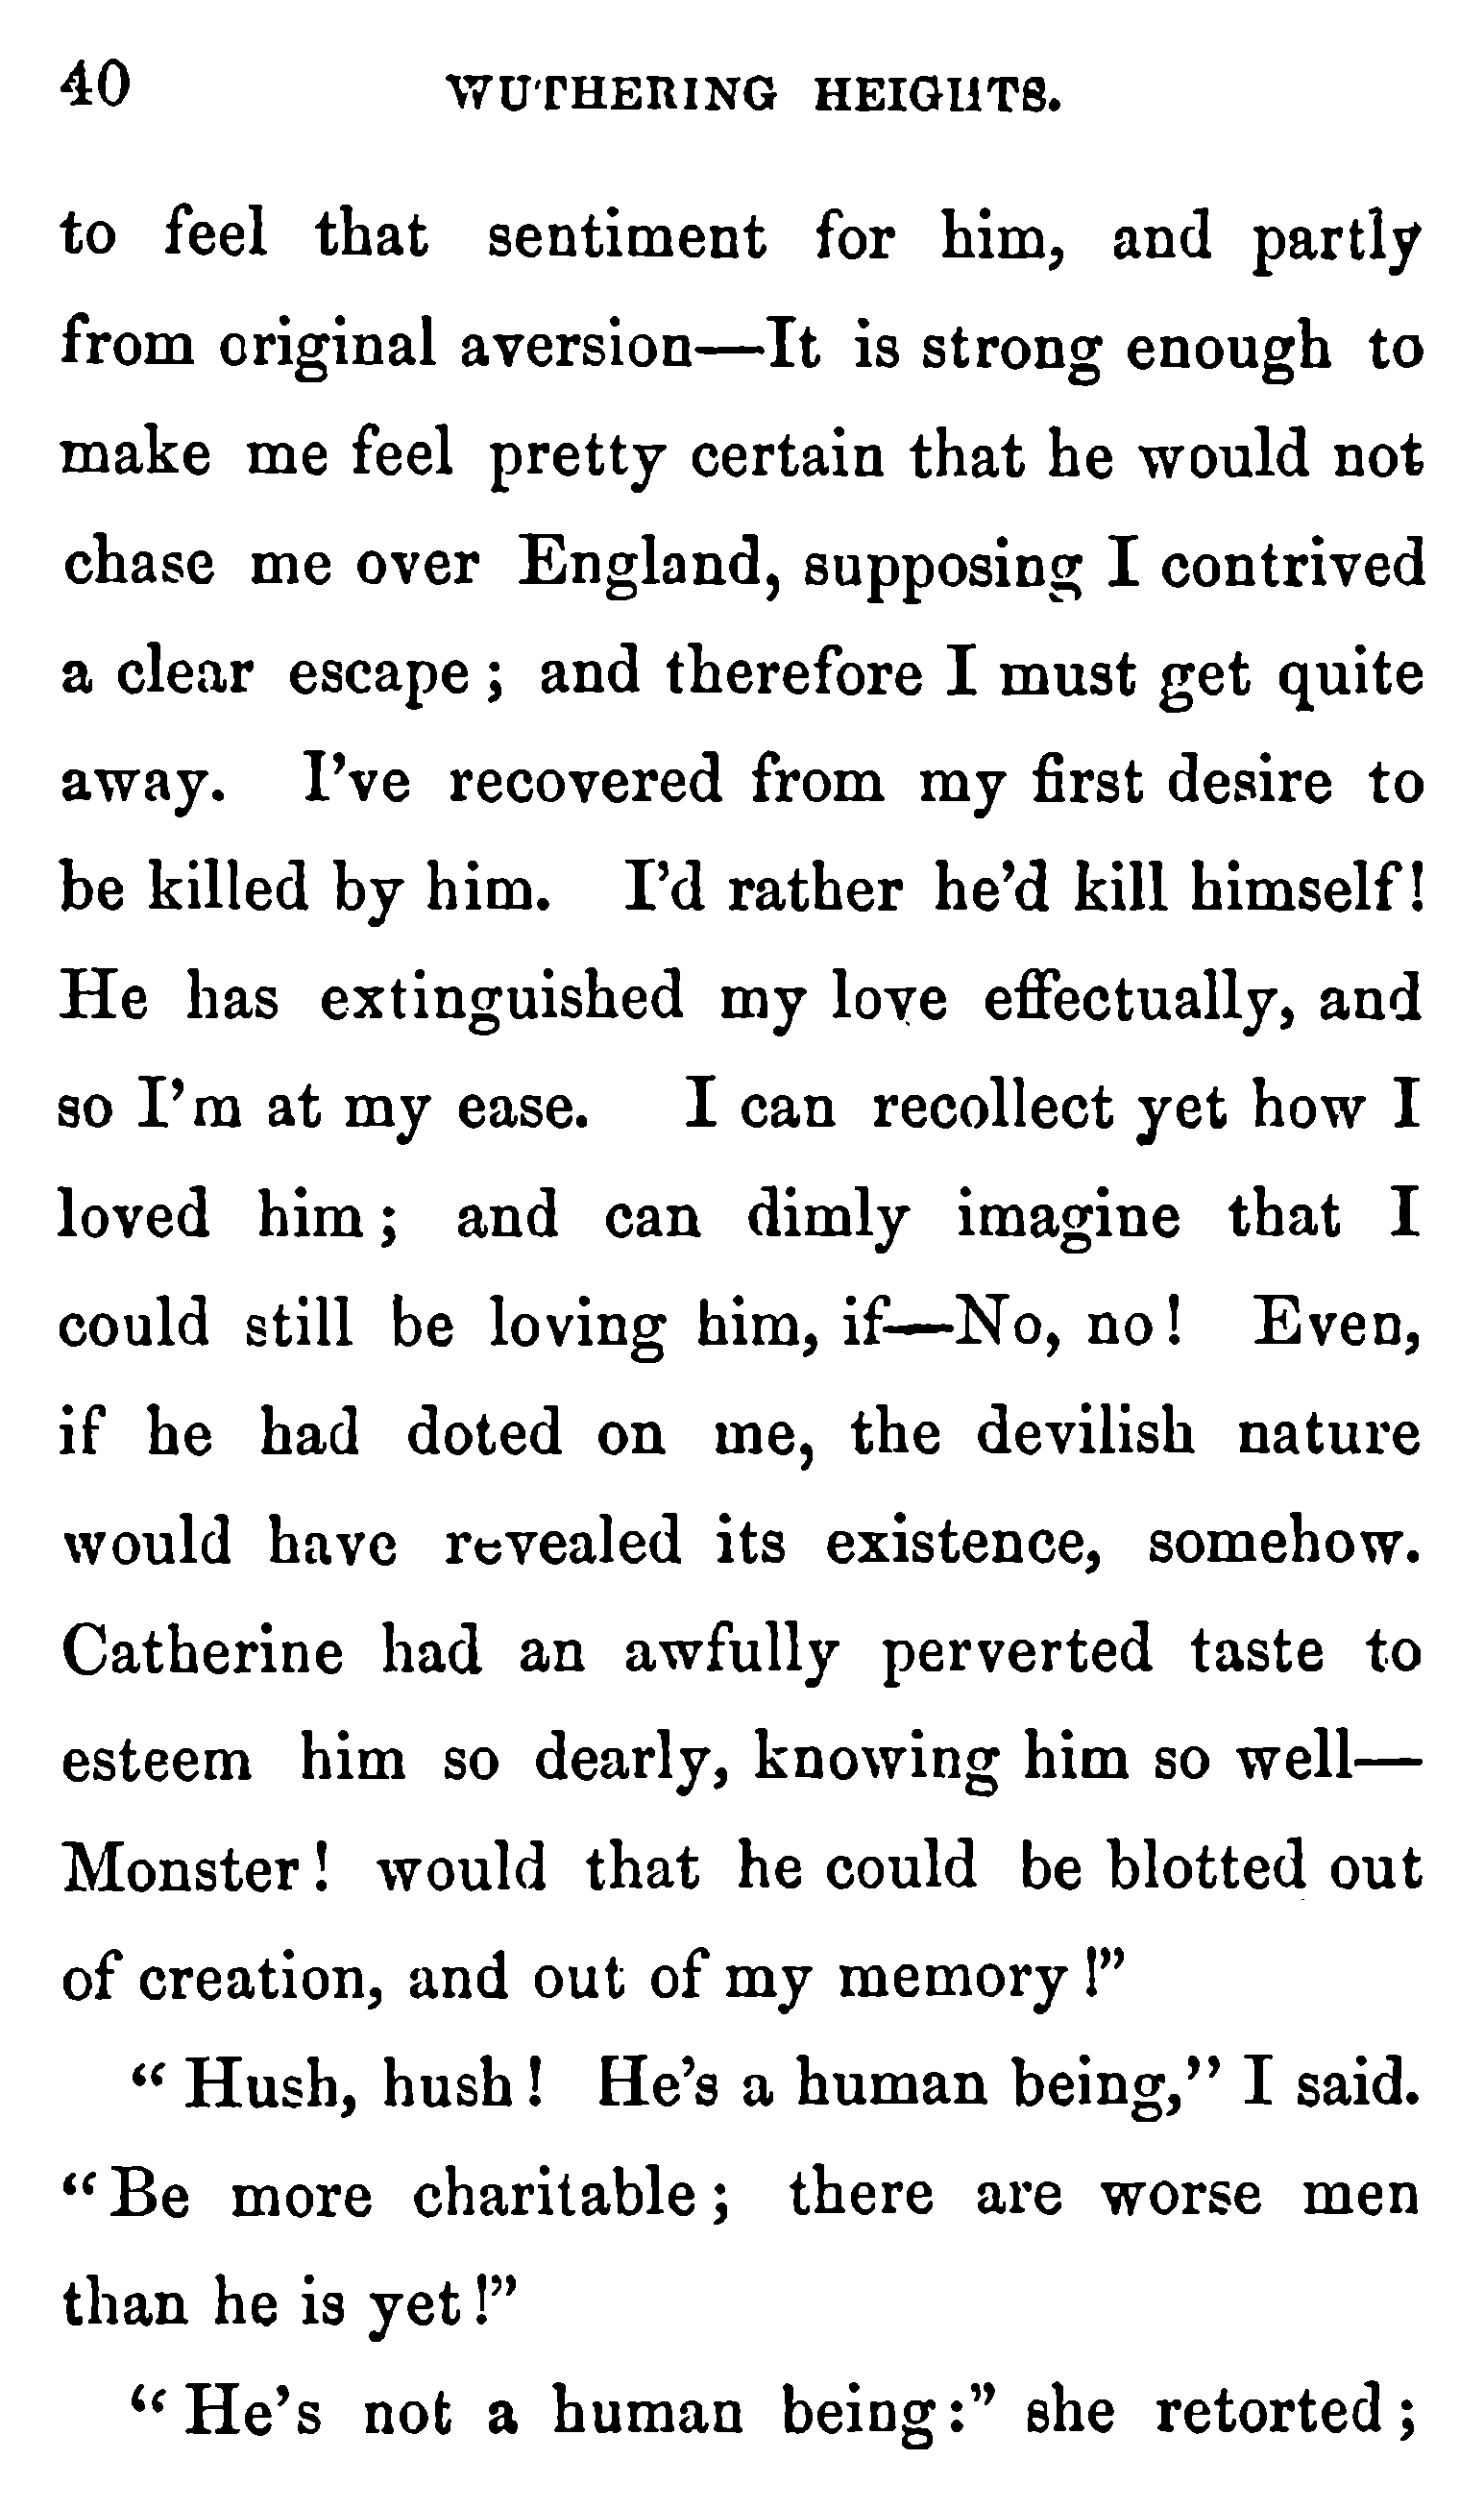 40 WUTHERING HEIGHTS.
to feel that sentiment for him, and partly
from original aversion—It is strong enough to
make me feel pretty certain that he would not
chase me over England, supposing I contrived
a clear escape; and therefore I must get quite
away. I've recovered from my first desire to
be killed by him. I'd rather he'd kill himself!
He has extinguished my love effectually, and
so I'm at my ease. I can recollect yet how I
loved him; and can dimly imagine that I
could still be loving him, if—No, no! Even,
if he had doted on me, the devilish nature
would have revealed its existence, somehow.
Catherine had an awfully perverted taste to
esteem him so dearly, knowing him so well—
Monster! would that he could be blotted out
of creation, and out of my memory!"
"Hush, hush! He's a human being," I said.
"Be more charitable; there are worse men
than he is yet!"
"He's not a human being:" she retorted;